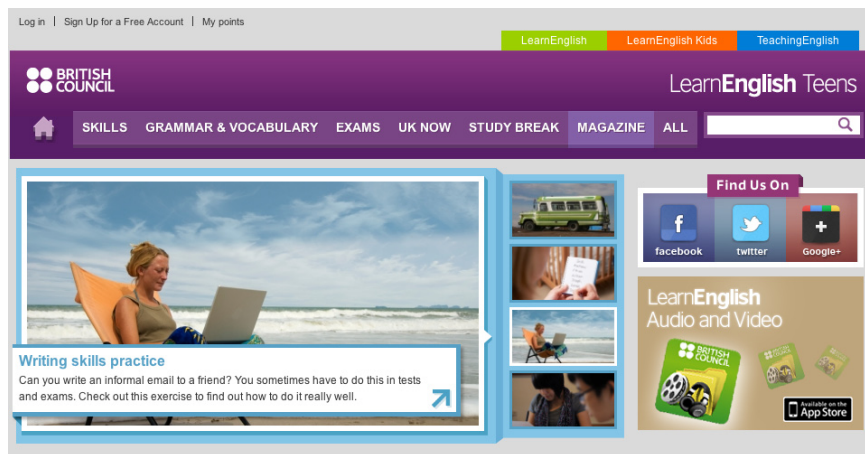 Log in | Sign Up for a Free Account | My points
LearnEnglish LearnEnglish Kids TeachingEnglish
BRITISH
COUNCIL
LearnEnglish Teens
SKILLS GRAMMAR & VOCABULARY EXAMS UK NOW STUDY BREAK MAGAZINE ALL
Find Us On
f
facebook twitter Google+
LearnEnglish
Audio and Video
BRITISH
COUNCIL
Available on the
App Store
Writing skills practice
Can you write an informal email to a friend? You sometimes have to do this in tests
and exams. Check out this exercise to find out how to do it really well.